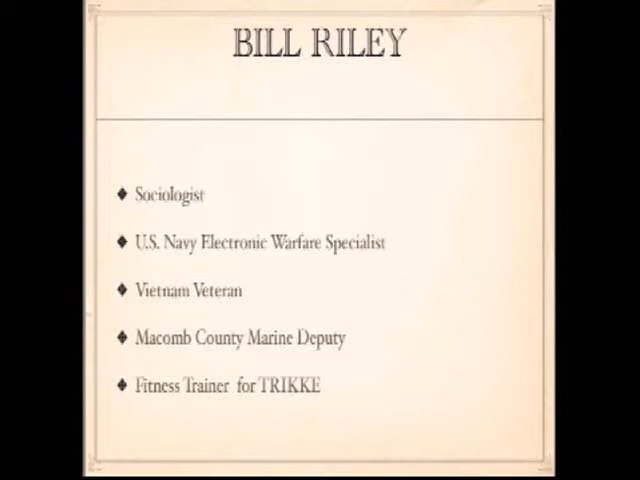 BILL RILEY
Sociologist
U.S. Navy Electronic Warfare Specialist
Vietnam Veteran
Macomb County Marine Deputy
Fitness Trainer for TRIKKE